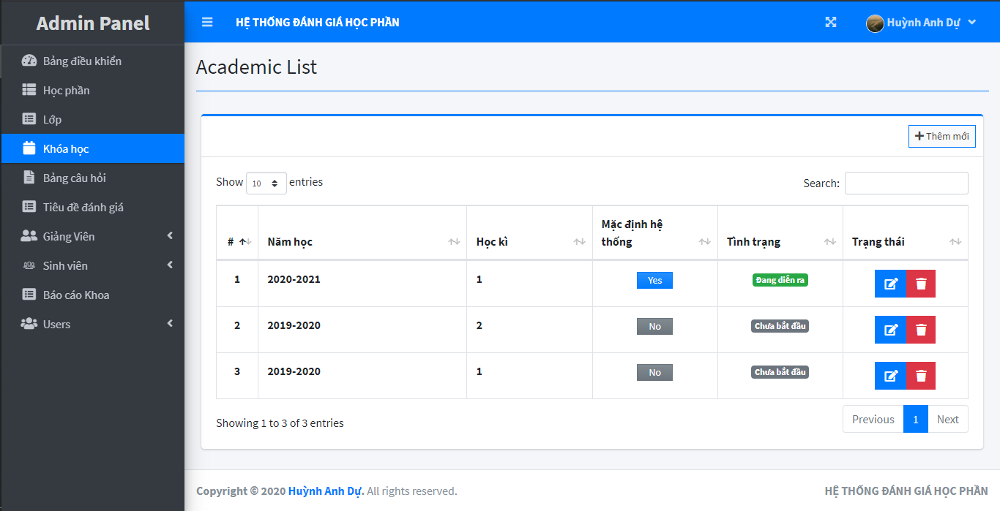 Admin Panel
HỆ THỐNG ĐÁNH GIÁ HỌC PHẦN
Huỳnh Anh Dự
Bảng điều khiển
Học phần
Lớp
Khóa học
Bảng câu hỏi
Tiêu đề đánh giá
Giảng Viên
Sinh viên
Báo cáo Khoa
Users
Academic List
Thêm mới
Show 10 entries
Search:
# Năm học Học kì Mặc định hệ thống Tình trạng Trạng thái
1 2020-2021 1 Yes Đang diễn ra
2 2019-2020 2 No Chưa bắt đầu
3 2019-2020 1 No Chưa bắt đầu
Showing 1 to 3 of 3 entries
Previous 1 Next
Copyright © 2020 Huỳnh Anh Dự. All rights reserved.
HỆ THỐNG ĐÁNH GIÁ HỌC PHẦN